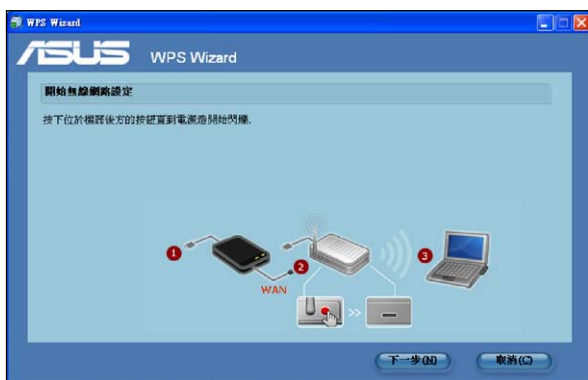 WPS Wizard
ASUS WPS Wizard
開始無線網路設定
按下位於機器後方的按鈕直到電源燈開始閃爍.
1
2
3
WAN
>>
下一步(N)
取消(C)